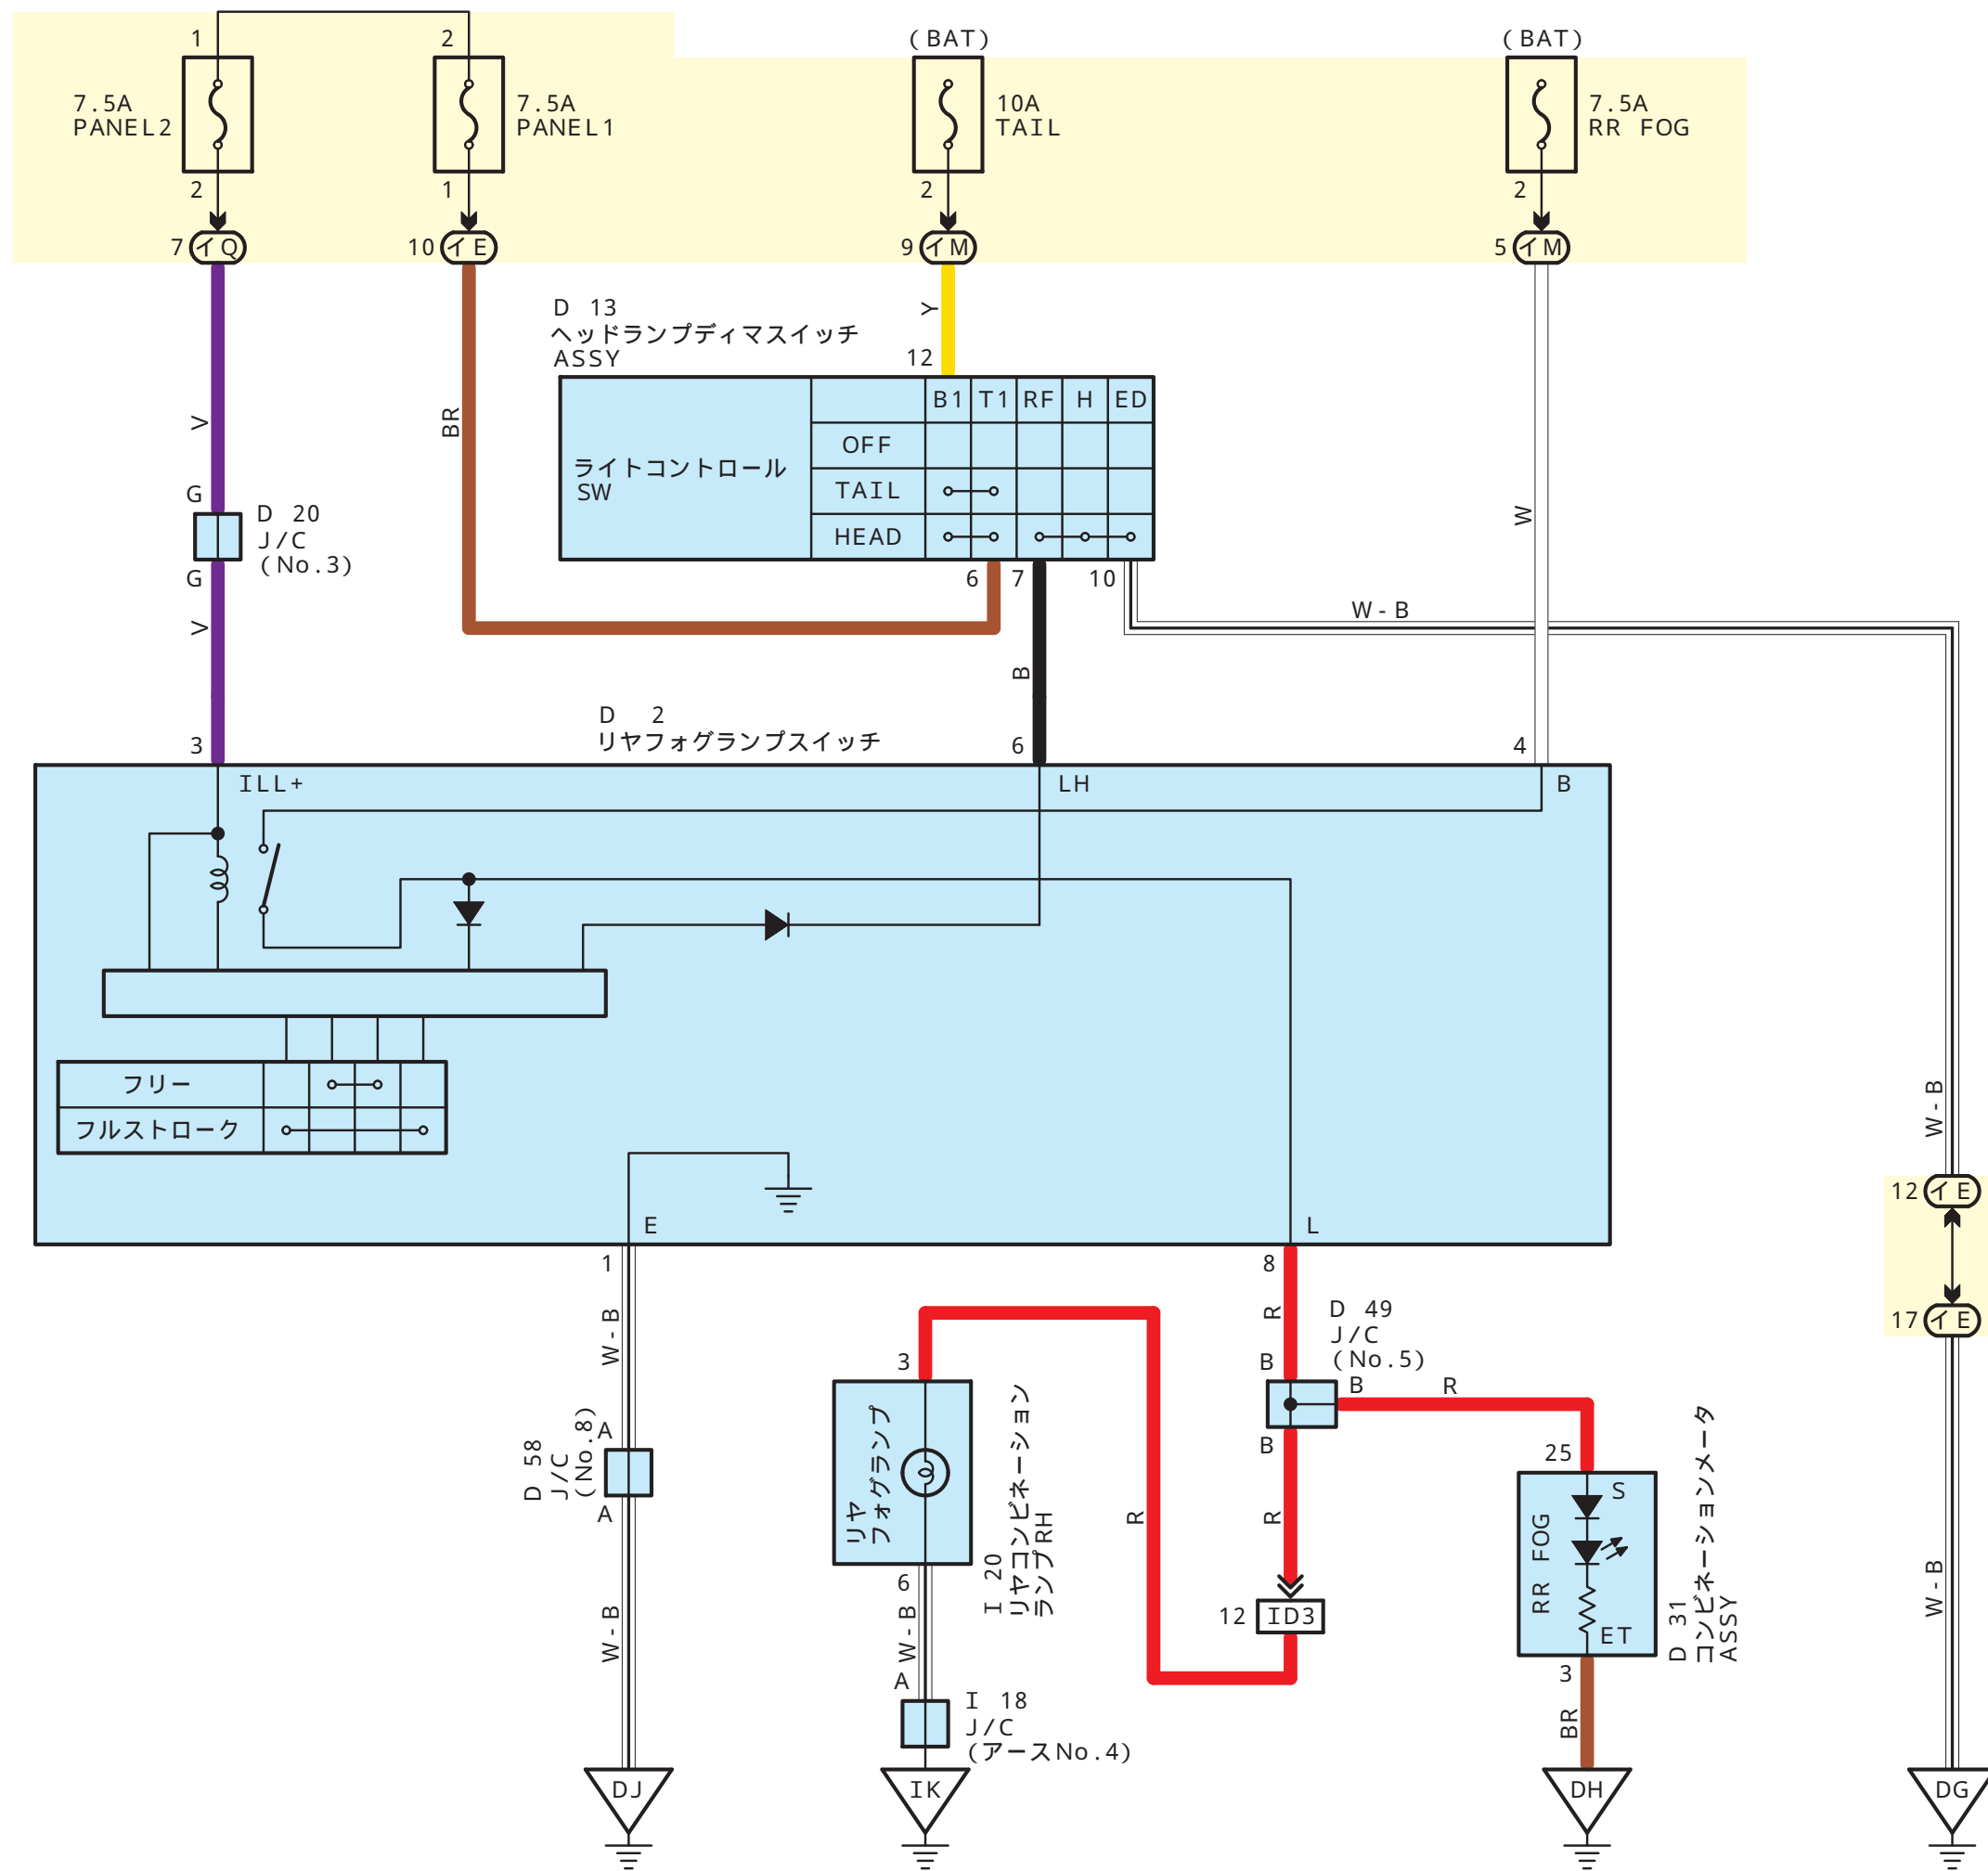 1
2
(BAT)
(BAT)
7.5A
PANEL2
7.5A
PANEL1
10A
TAIL
7.5A
RR FOG
2
1
2
2
7 イQ
10 イE
9 イM
5 イM
V
BR
Y
W
D 13
ヘッドランプディマスイッチ
ASSY
12
B1 T1 RF H ED
OFF
TAIL
HEAD
ライトコントロール
SW
6
7
10
G
D 20
J/C
(No.3)
G
V
B
W-B
D 2
リヤフォグランプスイッチ
3
6
4
ILL+
LH
B
フリー
フルストローク
E
L
1
8
W-B
12 イE
17 イE
W-B
R
D 49
J/C
(No.5)
B
B
R
B
W-B
D 58
J/C
(No.8)
A
A
W-B
3
リヤ
フォグランプ
I 20
リヤコンビネーション
ランプRH
6
W-B
A
I 18
J/C
(アースNo.4)
R
R
12 ID3
25
S
RR FOG
ET
D 31
コンビネーションメータ
ASSY
3
BR
DJ
IK
DH
DG